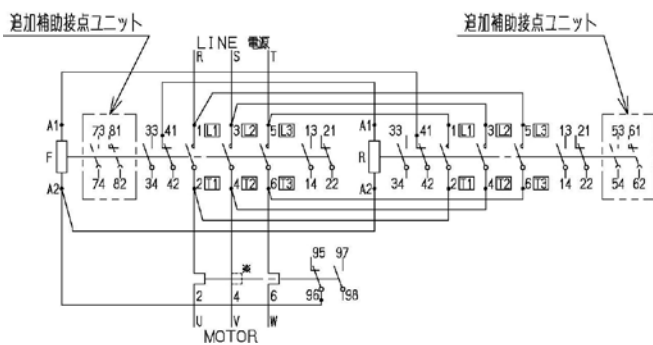 追加補助接点ユニット 追加補助接点ユニット
LINE 電源
R S T
A1 73 81 33 41 1 L1 3 L2 5 L3 13 21 A1 33 41 1 L1 3 L2 5 L3 13 21 53 61
F R
A2 74 82 34 42 2 T1 4 T2 6 T3 14 22 A2 34 42 2 T1 4 T2 6 T3 14 22 54 62
※ 95 97
2 4 6 96 98
U V W
MOTOR